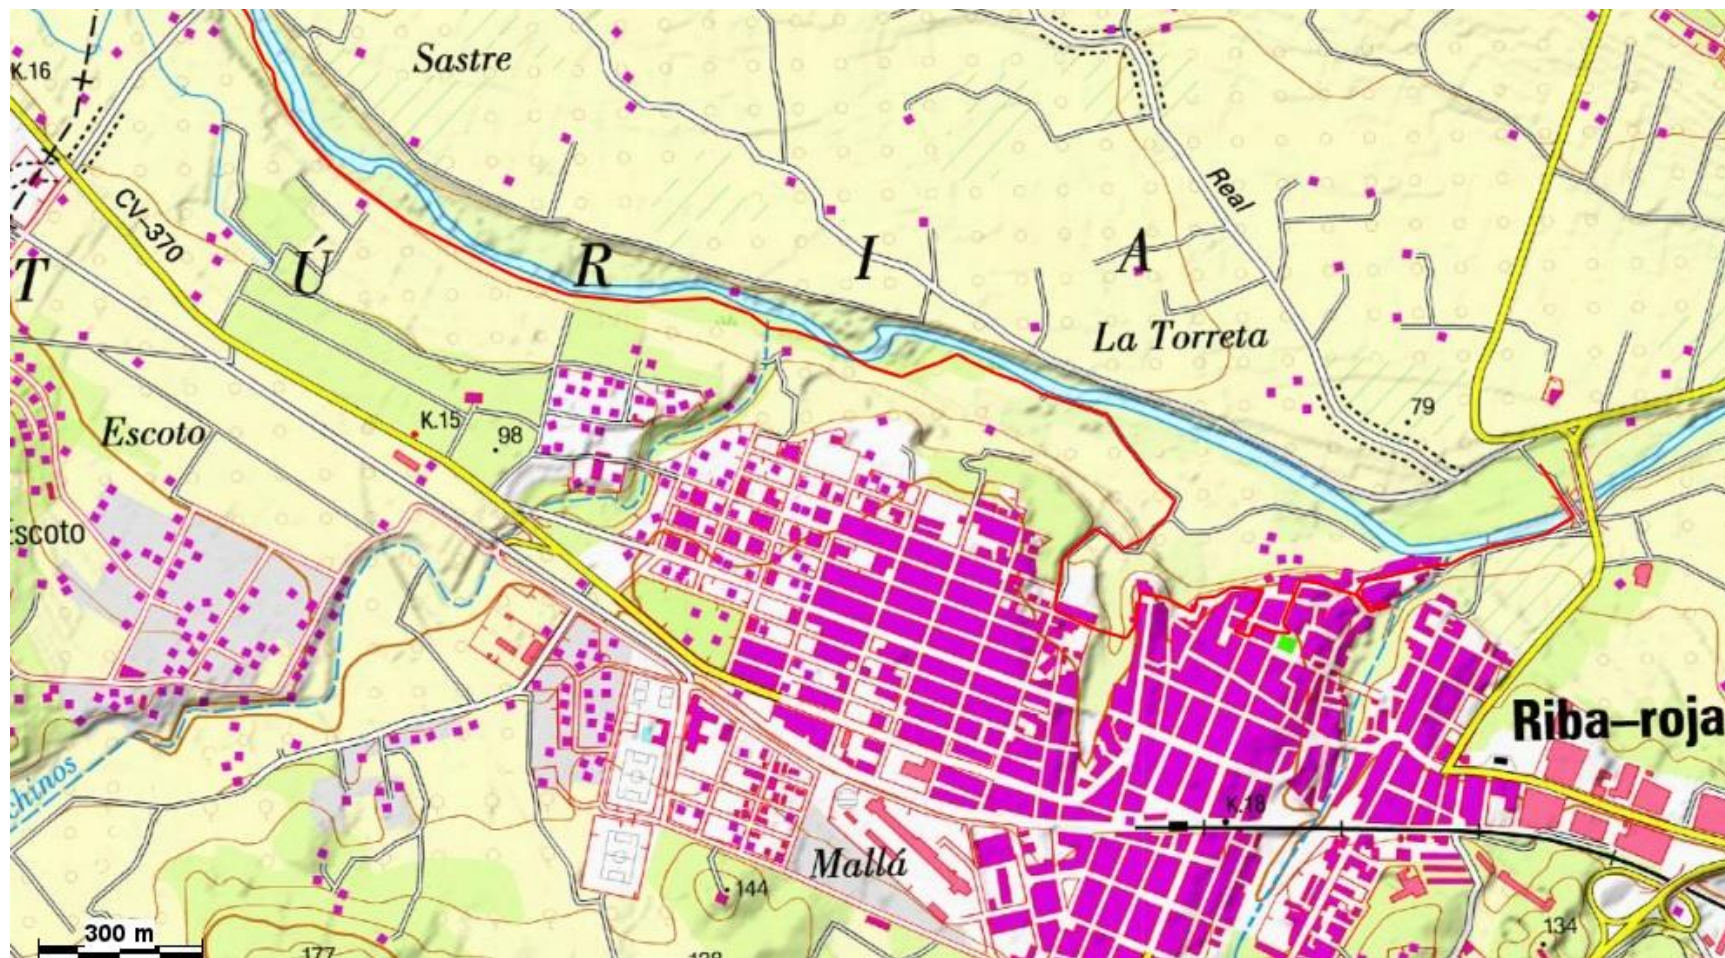 Sastre
K.16
Real
CV-370
T Ú R I A
La Torreta
K.15
98
79
Escoto
Escoto
Riba-roja
chinos
K.18
Mallá
144
134
300 m
177
128